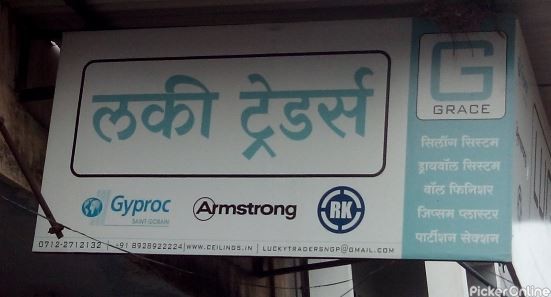 लकी ट्रेडर्स
G
GRACE
सिलींग सिस्टम
ड्रायवॉल सिस्टम
वॉल फिनिशर
जिप्सम प्लास्टर
पार्टीशन सेक्शन
Gyproc
SAINT-GOBAIN
Armstrong
RK
0712-2712132 | +91 8928922224 | WWW.CEILINGS.IN | LUCKYTRADERSNGP@GMAIL.COM
PickerOnline